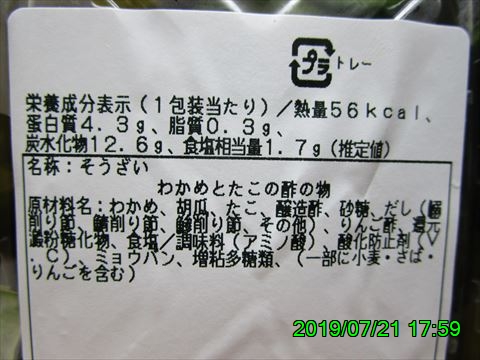 プラ トレー
栄養成分表示（１包装当たり）／熱量５６ｋｃａｌ、
蛋白質４．３ｇ、脂質０．３ｇ、
炭水化物１２．６ｇ、食塩相当量１．７ｇ（推定値）
名称：そうざい
わかめとたこの酢の物
原材料名：わかめ、胡瓜、たこ、醸造酢、砂糖、だし（鰹
削り節、鯖削り節、鰺削り節、その他）、りんご酢、還元
澱粉糖化物、食塩／調味料（アミノ酸）、酸化防止剤（Ｖ
．Ｃ）、ミョウバン、増粘多糖類、（一部に小麦・さば・
りんごを含む）
2019/07/21 17:59